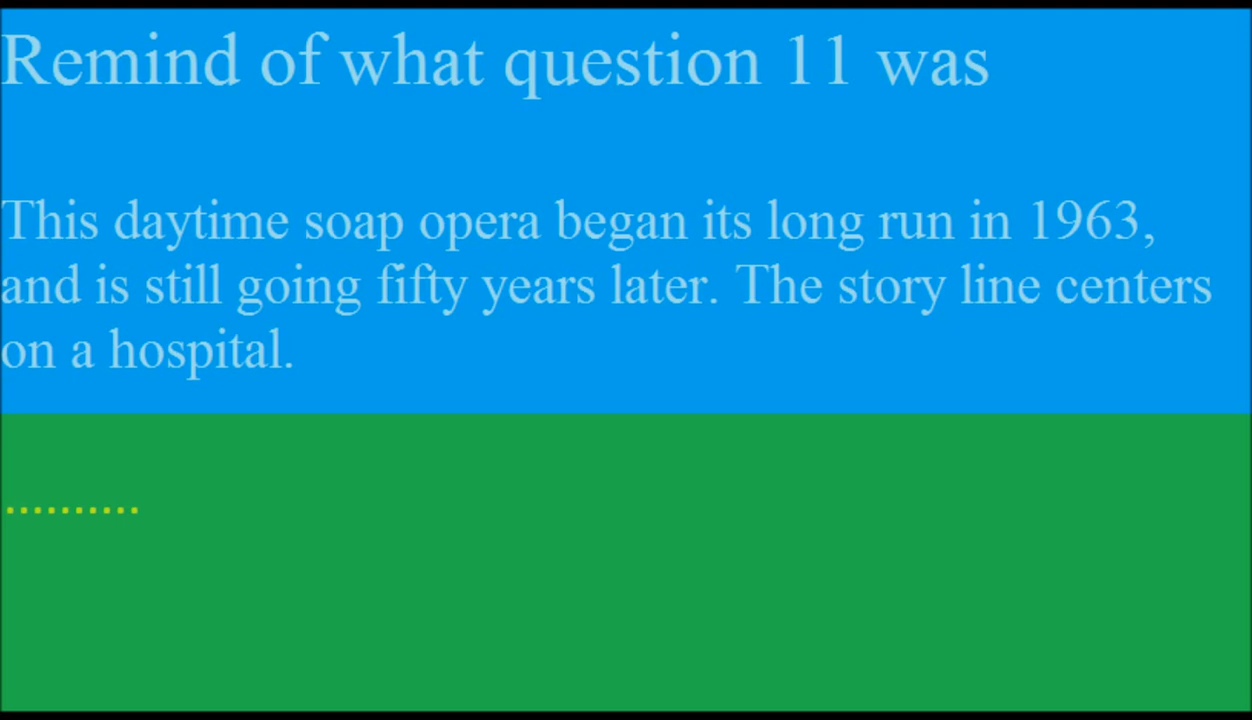 Remind of what question 11 was
This daytime soap opera began its long run in 1963,
and is still going fifty years later. The story line centers
on a hospital.
..........